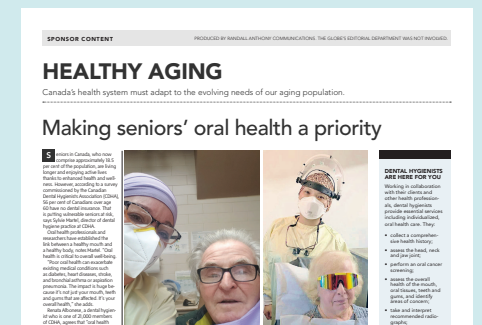 SPONSOR CONTENT
PRODUCED BY RANDALL ANTHONY COMMUNICATIONS. THE GLOBE'S EDITORIAL DEPARTMENT WAS NOT INVOLVED.
HEALTHY AGING
Canada's health system must adapt to the evolving needs of our aging population.
Making seniors' oral health a priority
Seniors in Canada, who now
comprise approximately 18.5
per cent of the population, are living
longer and enjoying active lives
thanks to enhanced health and well-
ness. However, according to a survey
commissioned by the Canadian
Dental Hygienists Association (CDHA),
56 per cent of Canadians over age
60 have no dental insurance. That
is putting vulnerable seniors at risk,
says Sylvie Martel, director of dental
hygiene practice at CDHA.
Oral health professionals and
researchers have established the
link between a healthy mouth and
a healthy body, notes Martel. "Oral
health is critical to overall well-being.
"Poor oral health can exacerbate
existing medical conditions such
as diabetes, heart diseases, stroke,
and bronchial asthma or aspiration
pneumonia. The impact is huge be-
cause it's not just your mouth, teeth
and gums that are affected. It's your
overall health," she adds.
Renata Albonese, a dental hygien-
ist who is one of 21,000 members
of CDHA, agrees that "oral health
DENTAL HYGIENISTS
ARE HERE FOR YOU
Working in collaboration
with their clients and
other health profession-
als, dental hygienists
provide essential services
including individualized,
oral health care. They:
• collect a comprehen-
sive health history;
• assess the head, neck
and jaw joint;
• perform an oral cancer
screening;
• assess the overall
health of the mouth,
oral tissues, teeth and
gums, and identify
areas of concern;
• take and interpret
recommended radio-
graphs;